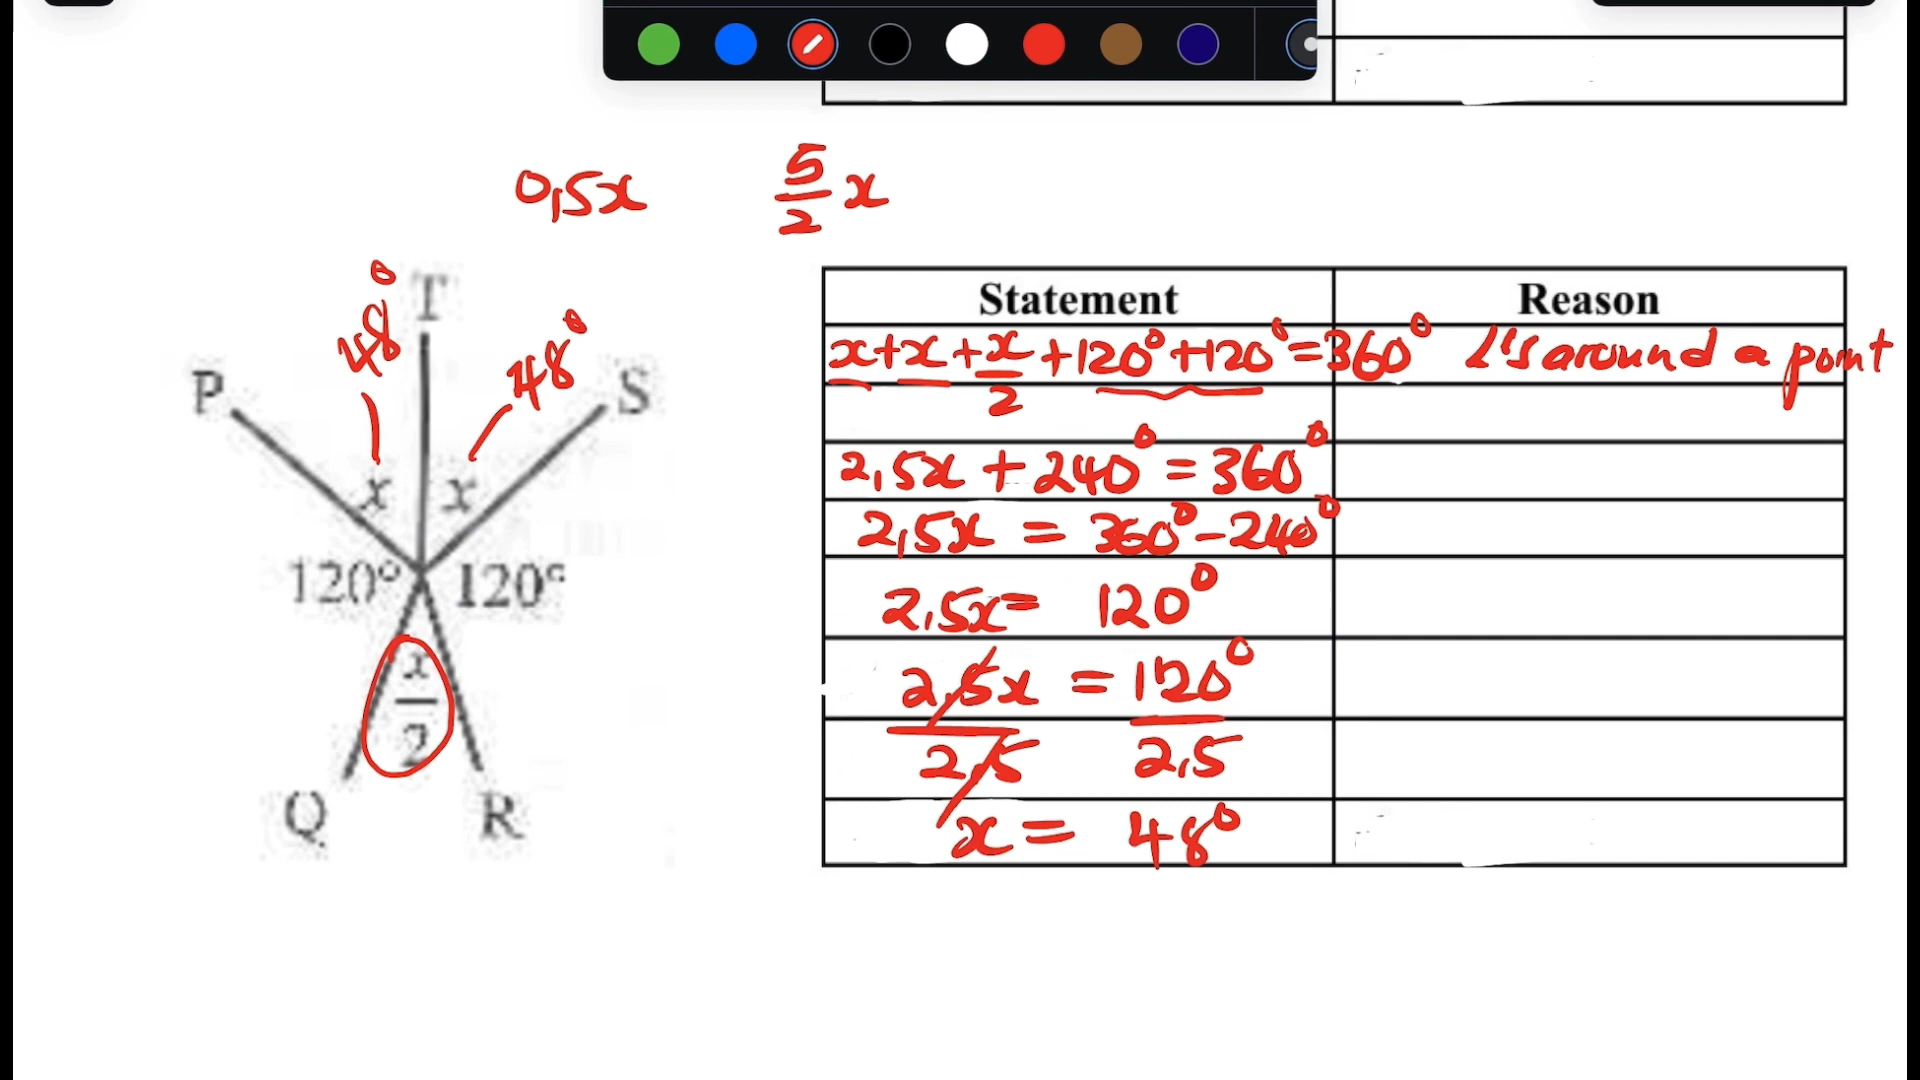 0,5x
5/2 x
48°
T
48°
P
S
x
x
120°
120°
x/2
Q
R
Statement
Reason
x+x+x/2+120°+120°=360°
L's around a point
2,5x + 240° = 360°
2,5x = 360° - 240°
2,5x = 120°
2,5x = 120°
2,5 2,5
x = 48°